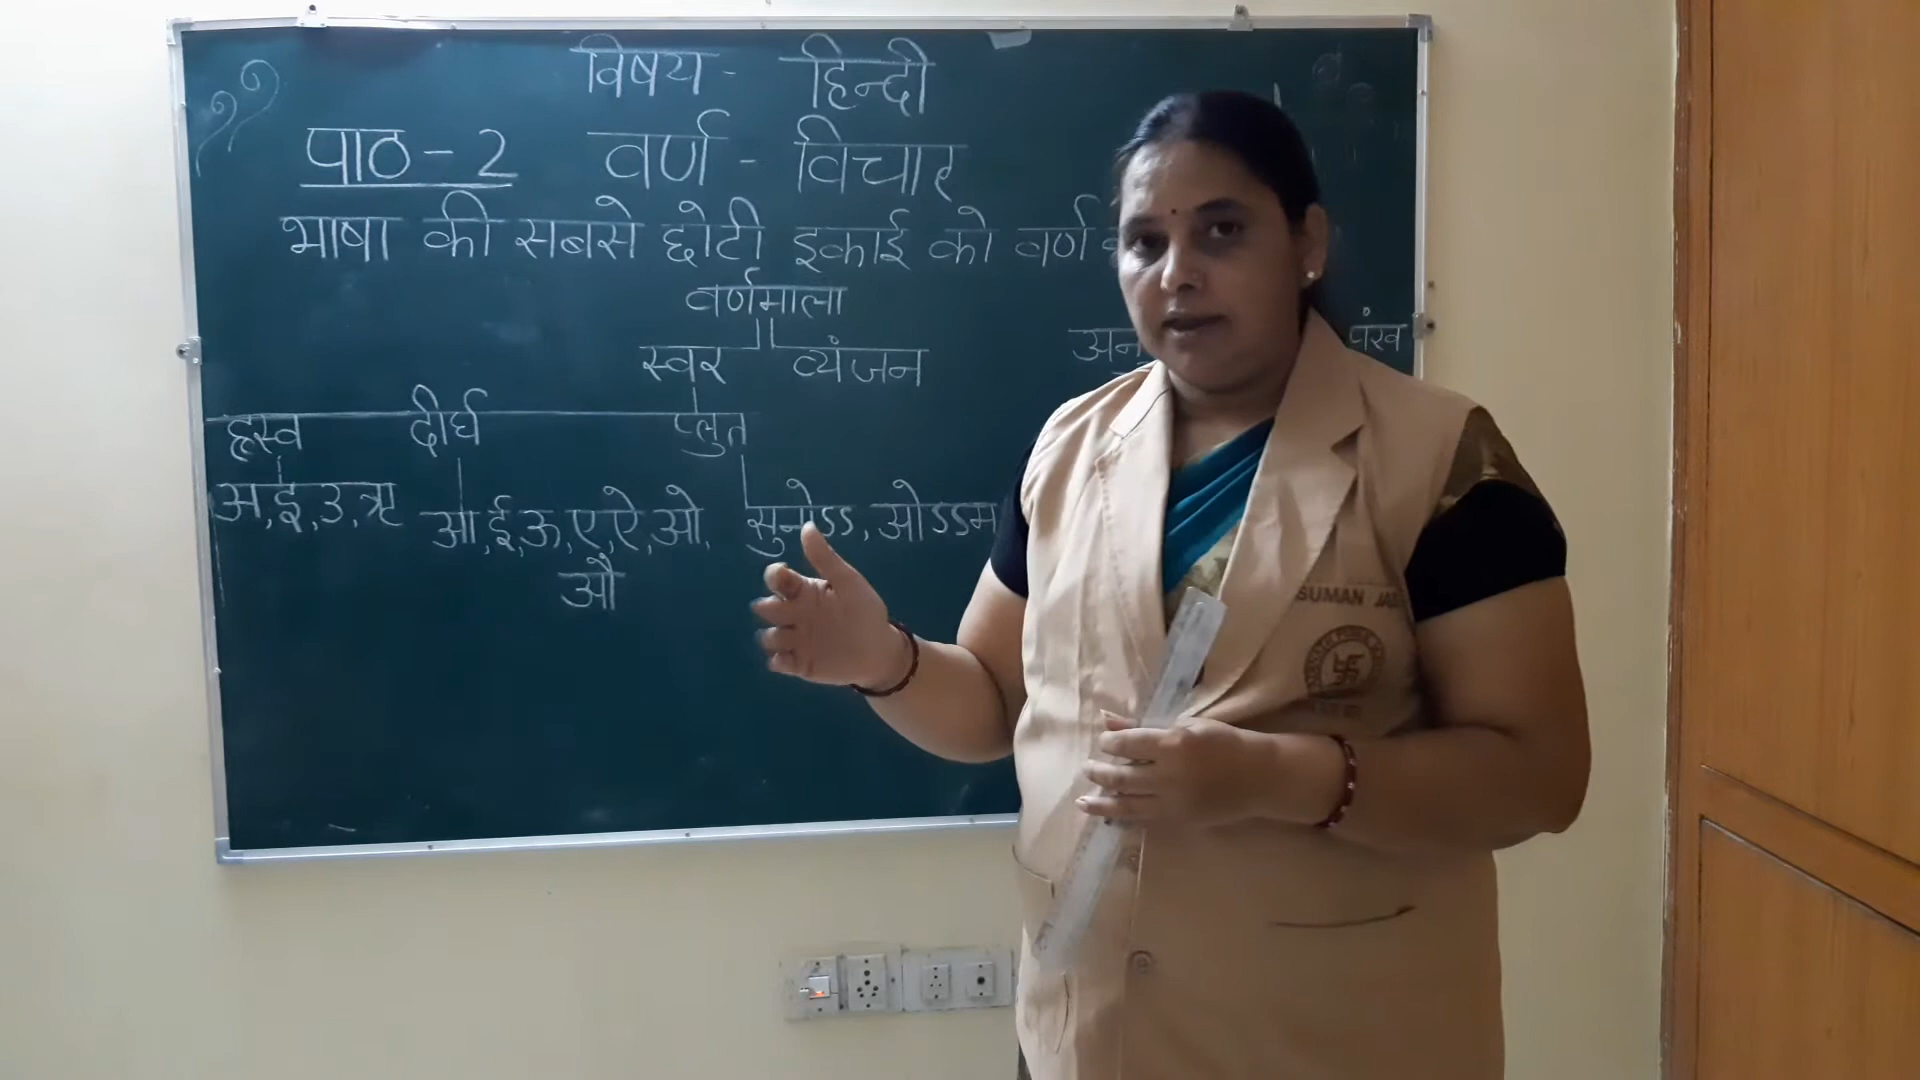 विषय - हिन्दी
पाठ - 2 वर्ण - विचार
भाषा की सबसे छोटी इकाई को वर्ण
वर्णमाला
स्वर व्यंजन
पंख
ह्रस्व दीर्घ प्लुत
अ,इ,उ,ऋ
आ,ई,ऊ,ए,ऐ,ओ,
औ
सुनोऽऽ, ओऽऽम
SUMAN